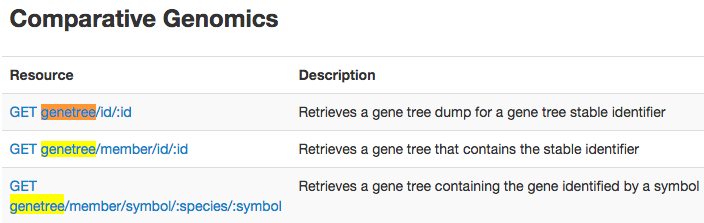 Comparative Genomics
Resource Description
GET genetree/id/:id Retrieves a gene tree dump for a gene tree stable identifier
GET genetree/member/id/:id Retrieves a gene tree that contains the stable identifier
GET Retrieves a gene tree containing the gene identified by a symbol
genetree/member/symbol/:species/:symbol